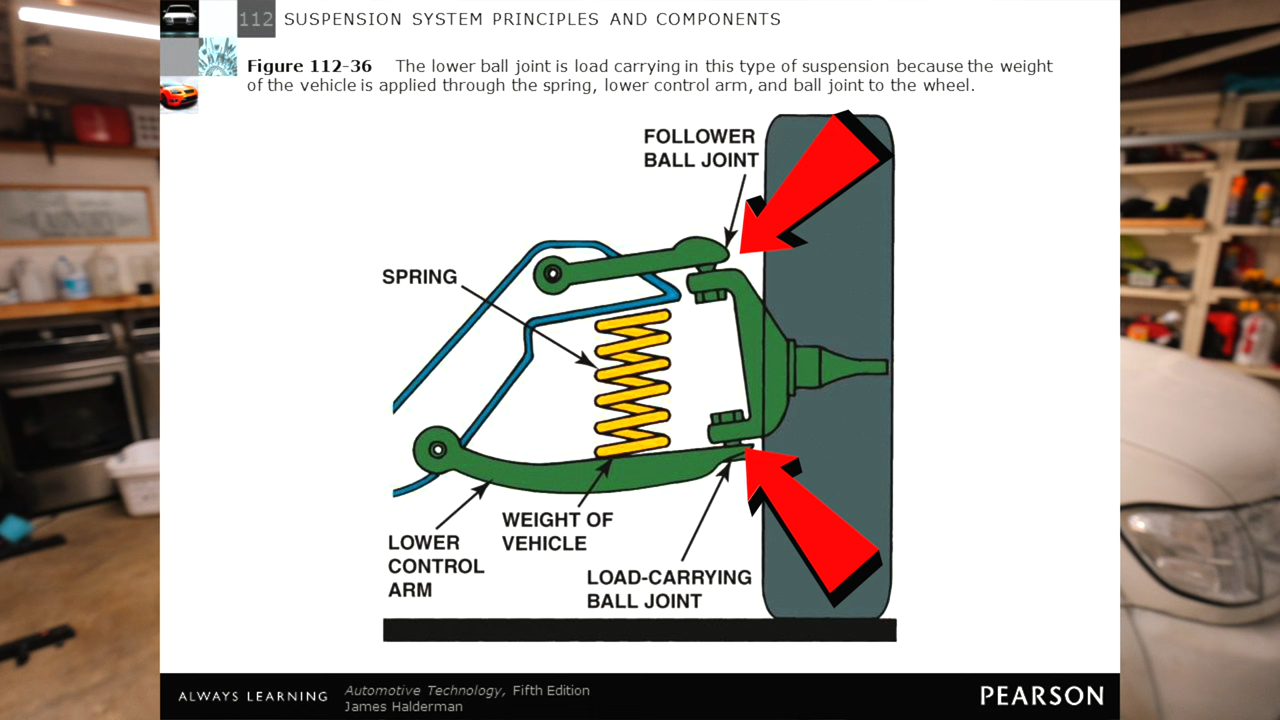 112 SUSPENSION SYSTEM PRINCIPLES AND COMPONENTS
Figure 112-36 The lower ball joint is load carrying in this type of suspension because the weight
of the vehicle is applied through the spring, lower control arm, and ball joint to the wheel.
FOLLOWER
BALL JOINT
SPRING
WEIGHT OF
VEHICLE
LOWER
CONTROL
ARM
LOAD-CARRYING
BALL JOINT
ALWAYS LEARNING
Automotive Technology, Fifth Edition
James Halderman
PEARSON